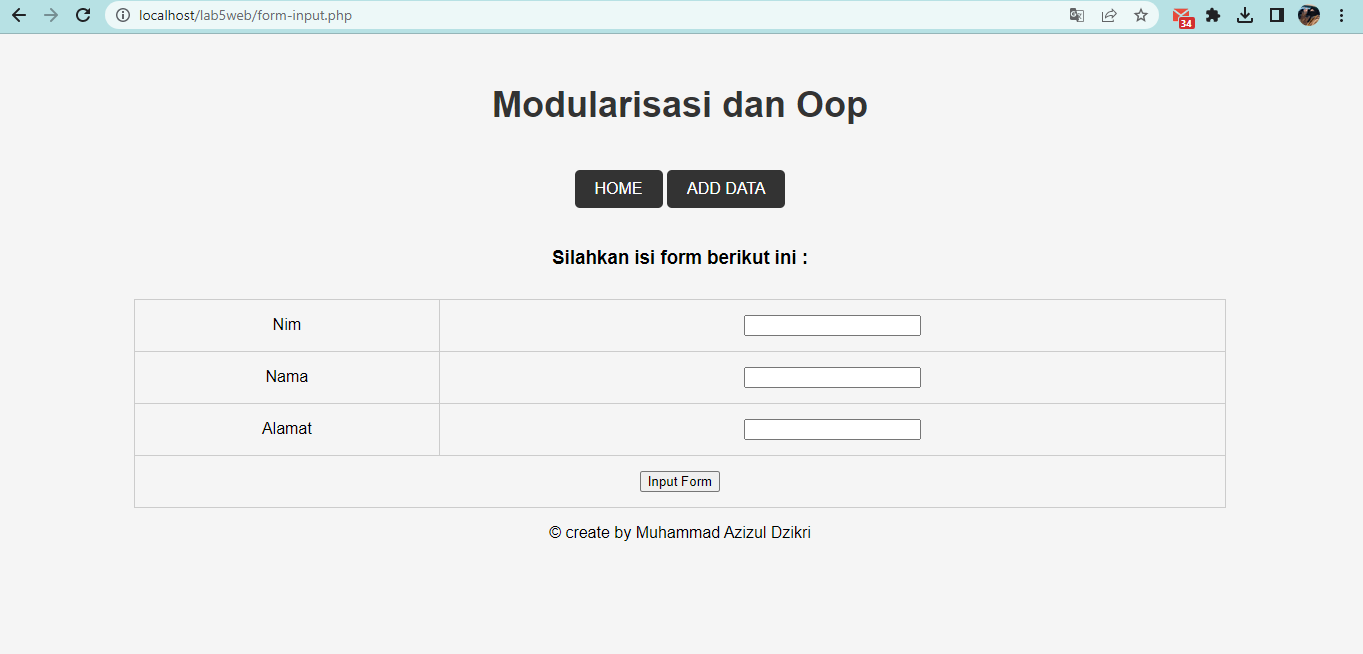 localhost/lab5web/form-input.php
34
Modularisasi dan Oop
HOME ADD DATA
Silahkan isi form berikut ini :
Nim
Nama
Alamat
Input Form
© create by Muhammad Azizul Dzikri